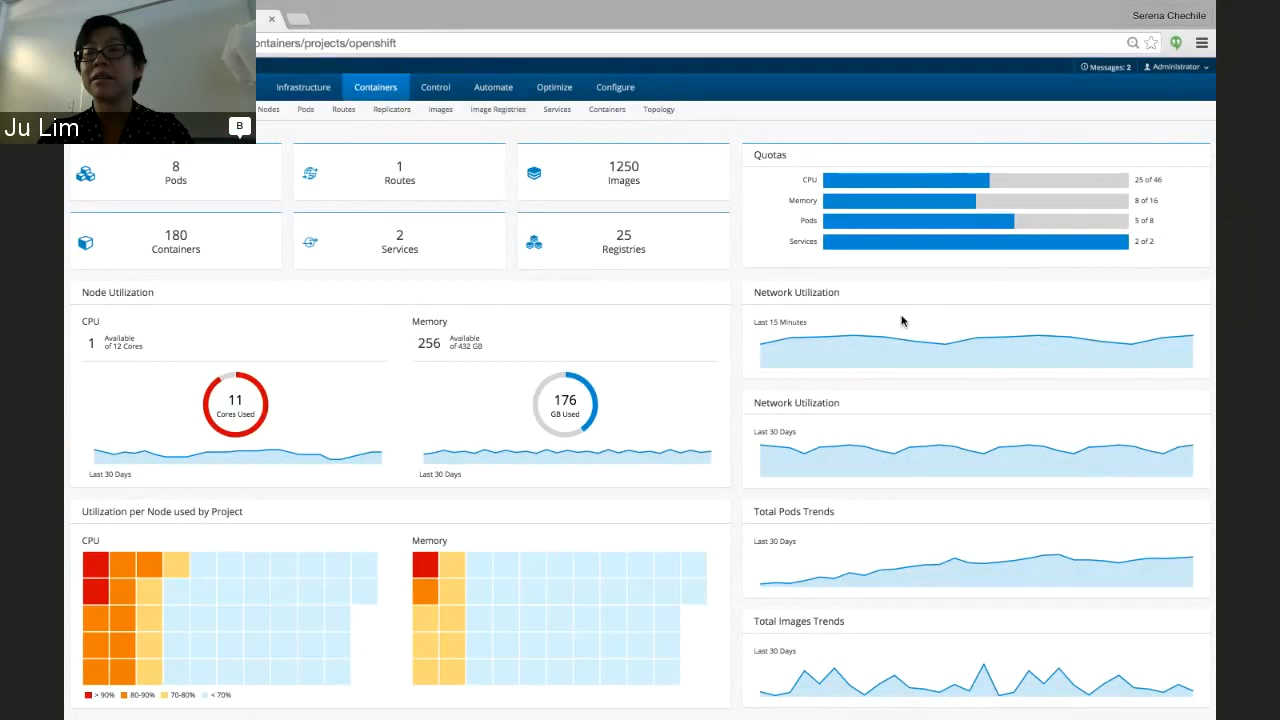 Serena Chechile
ontainers/projects/openshift
Messages: 2 Administrator
Infrastructure Containers Control Automate Optimize Configure
Nodes Pods Routes Replicators Images Image Registries Services Containers Topology
Ju Lim
B
8
Pods
1
Routes
1250
Images
180
Containers
2
Services
25
Registries
Quotas
CPU 25 of 46
Memory 8 of 16
Pods 5 of 8
Services 2 of 2
Node Utilization
CPU
1 Available
of 12 Cores
11
Cores Used
Last 30 Days
Memory
256 Available
of 432 GB
176
GB Used
Last 30 Days
Network Utilization
Last 15 Minutes
Network Utilization
Last 30 Days
Utilization per Node used by Project
CPU
Memory
> 90% 80-90% 70-80% < 70%
Total Pods Trends
Last 30 Days
Total Images Trends
Last 30 Days